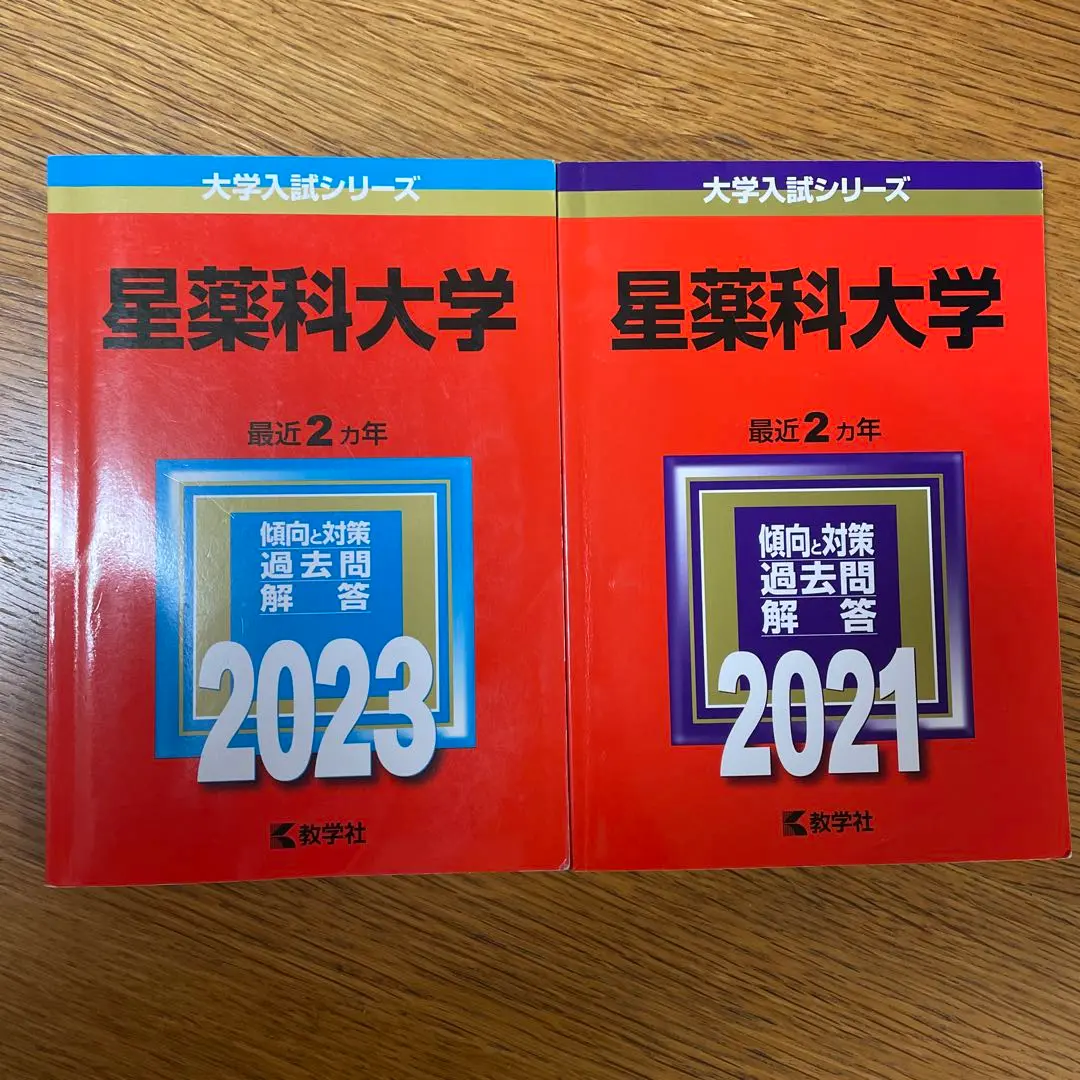 大学入試シリーズ
星薬科大学
最近2カ年
傾向と対策
過去問
解答
2023
教学社
大学入試シリーズ
星薬科大学
最近2カ年
傾向と対策
過去問
解答
2021
教学社